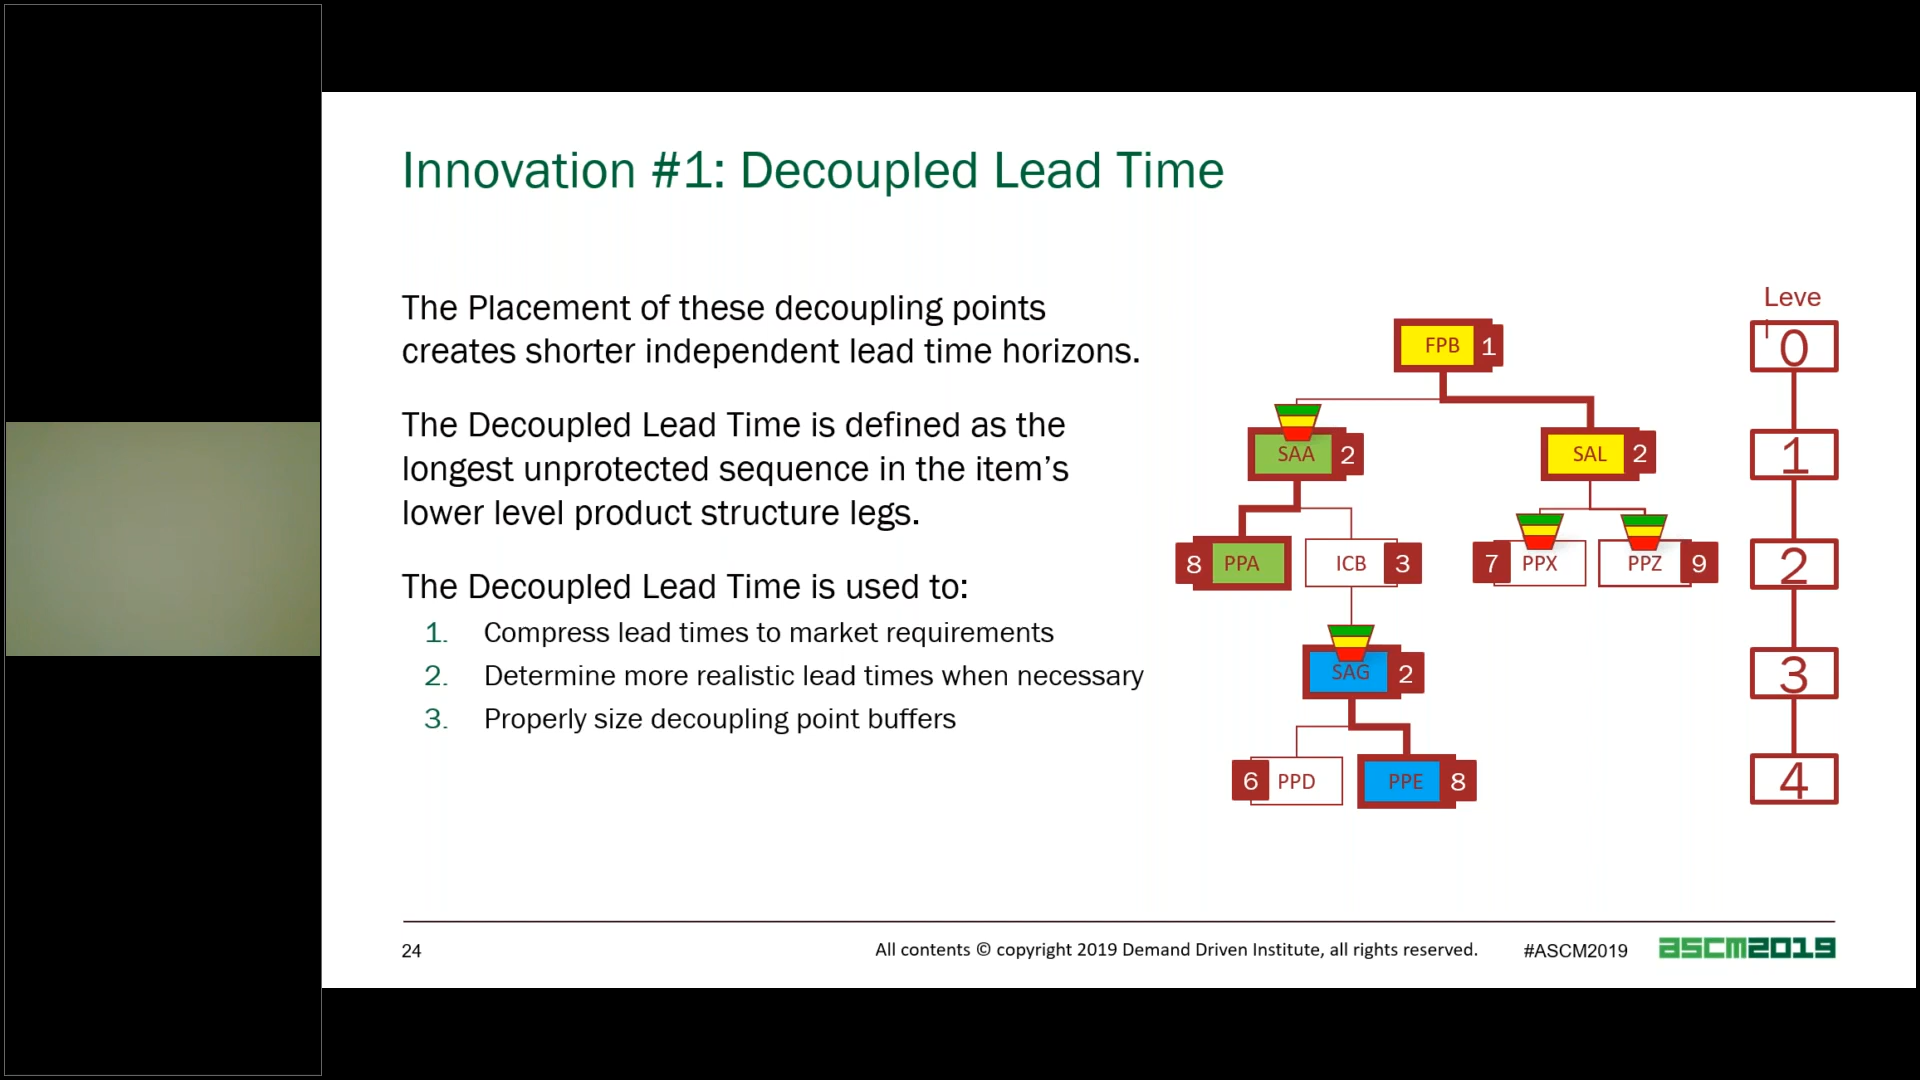 Innovation #1: Decoupled Lead Time
The Placement of these decoupling points
creates shorter independent lead time horizons.
The Decoupled Lead Time is defined as the
longest unprotected sequence in the item’s
lower level product structure legs.
The Decoupled Lead Time is used to:
1. Compress lead times to market requirements
2. Determine more realistic lead times when necessary
3. Properly size decoupling point buffers
Leve
l
FPB 1
0
SAA 2
SAL 2
1
8 PPA
ICB 3
7 PPX
PPZ 9
2
SAG 2
3
6 PPD
PPE 8
4
24
All contents © copyright 2019 Demand Driven Institute, all rights reserved.
#ASCM2019
ascm2019